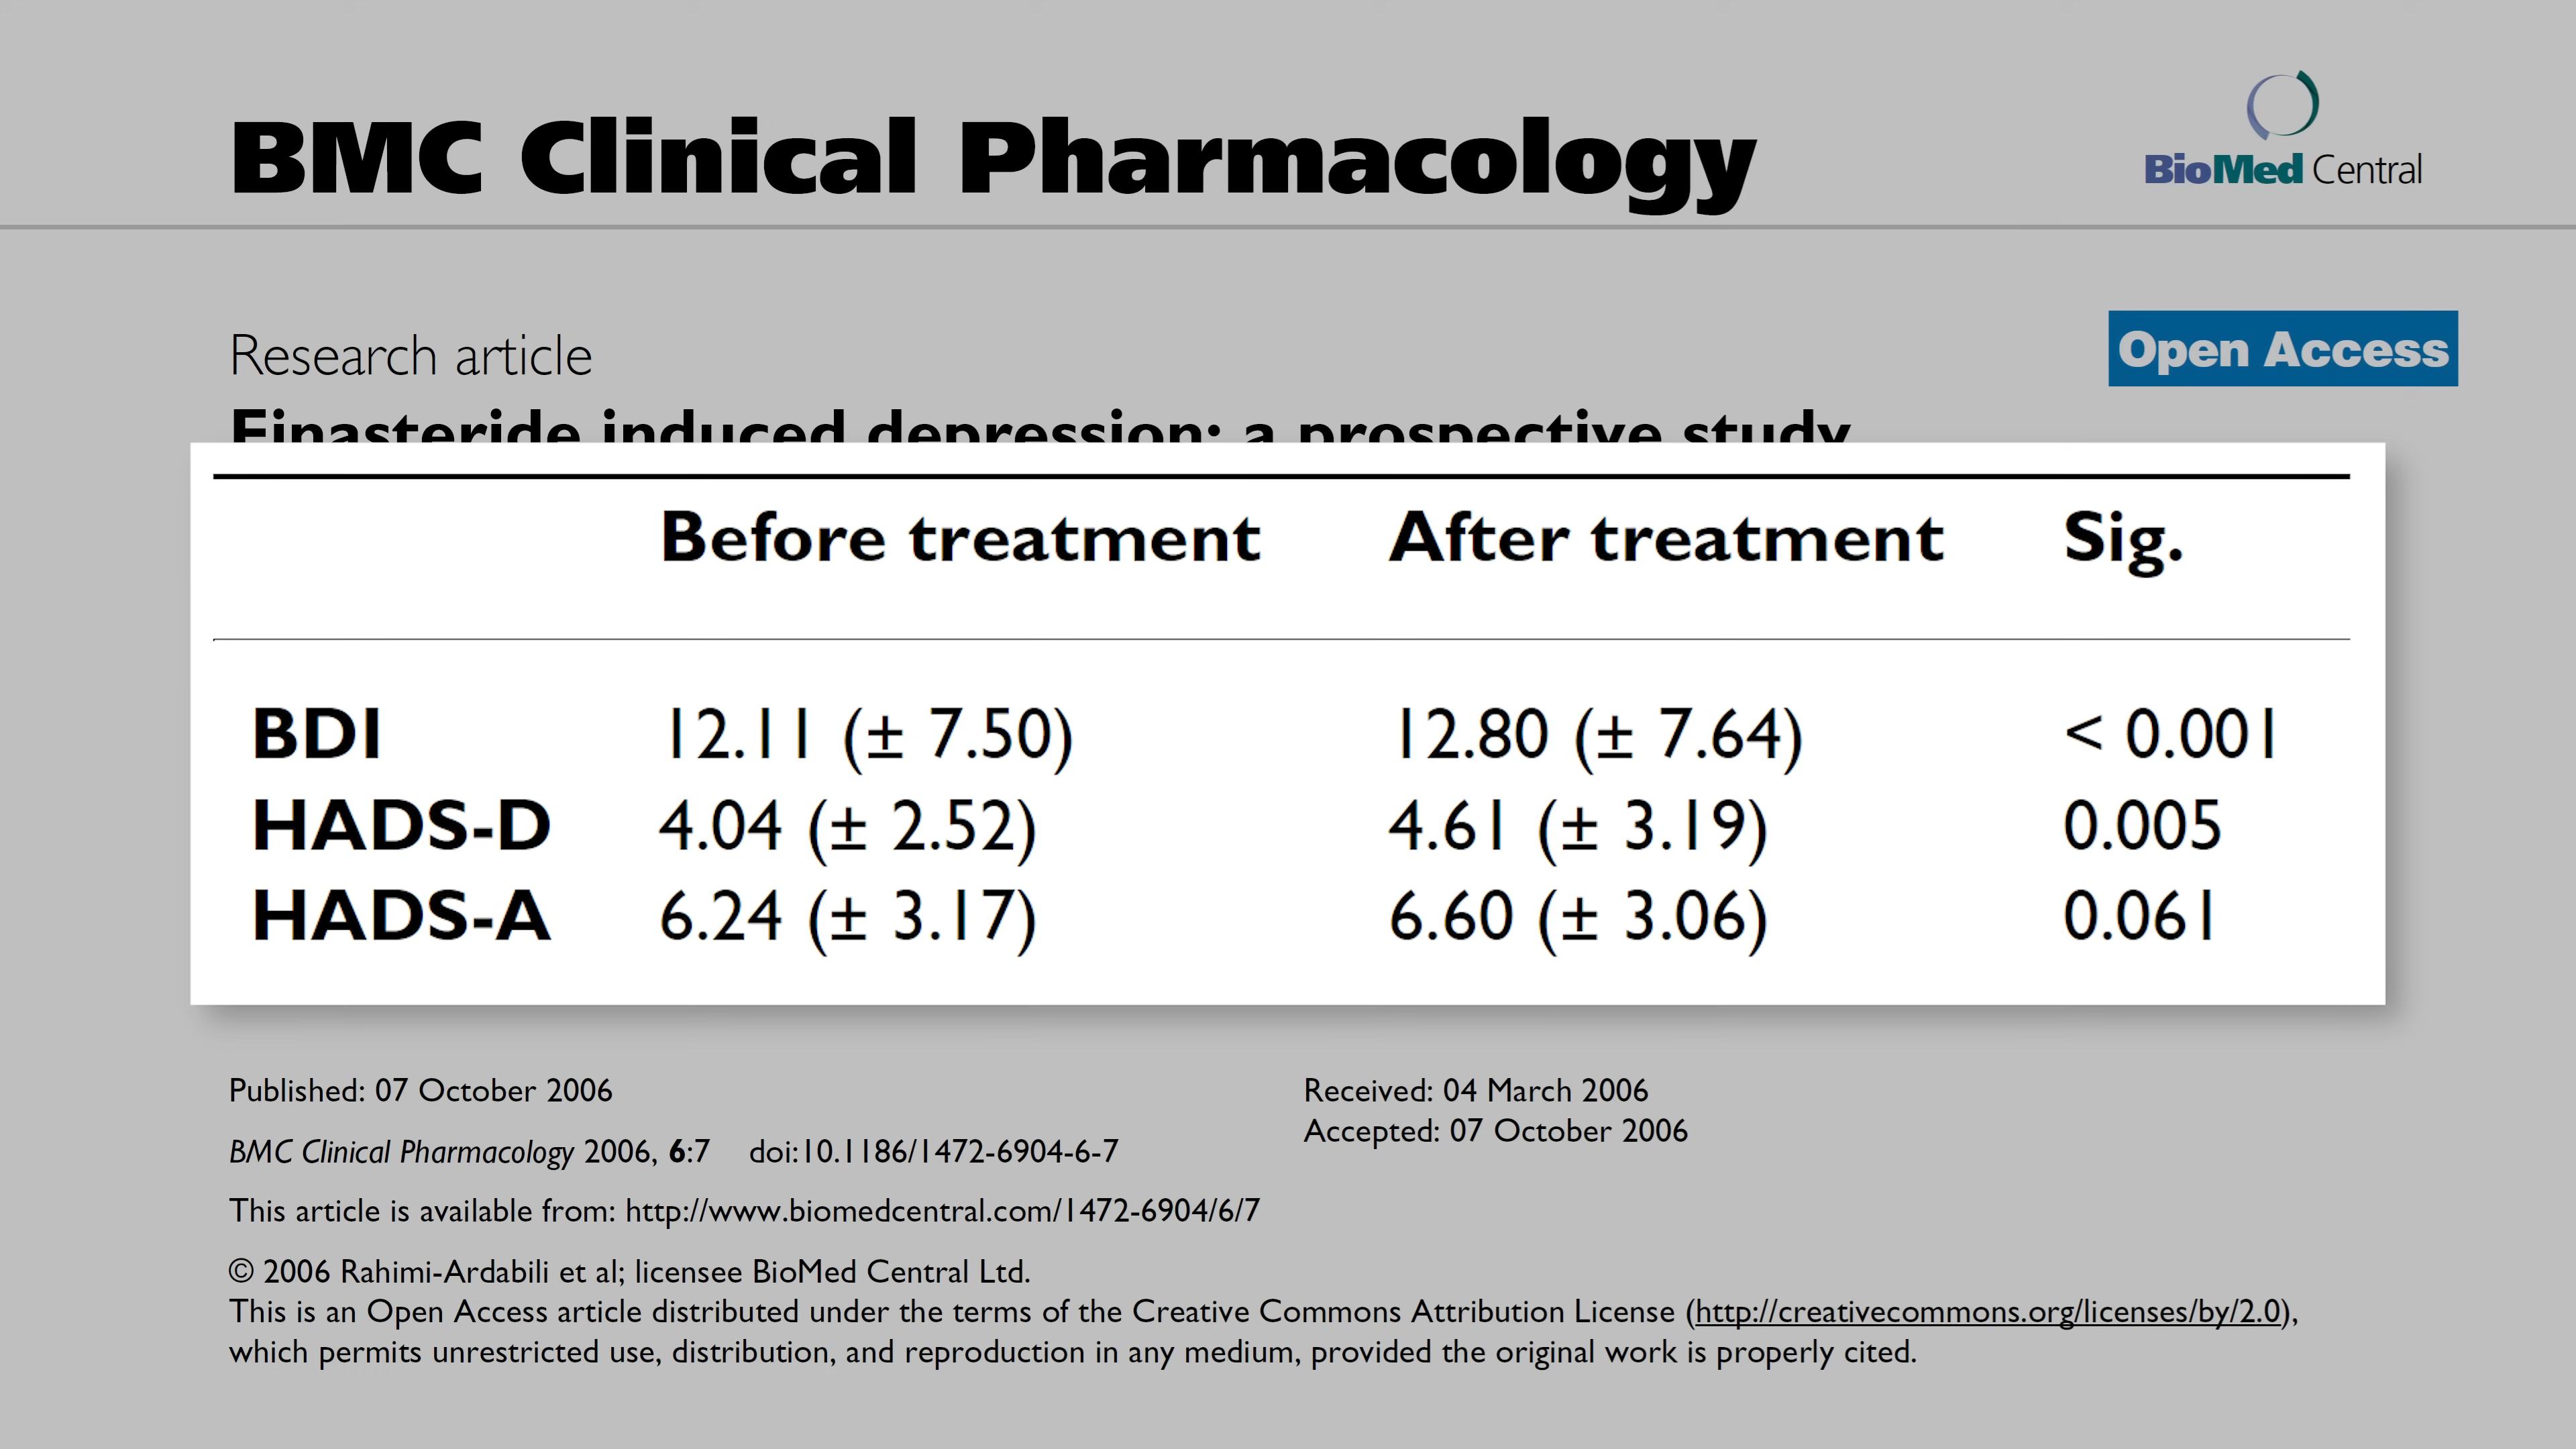 BMC Clinical Pharmacology
BioMed Central
Research article
Open Access
Finasteride induced depression: a prospective study
Before treatment After treatment Sig.
BDI 12.11 (± 7.50) 12.80 (± 7.64) < 0.001
HADS-D 4.04 (± 2.52) 4.61 (± 3.19) 0.005
HADS-A 6.24 (± 3.17) 6.60 (± 3.06) 0.061
Published: 07 October 2006
Received: 04 March 2006
Accepted: 07 October 2006
BMC Clinical Pharmacology 2006, 6:7 doi:10.1186/1472-6904-6-7
This article is available from: http://www.biomedcentral.com/1472-6904/6/7
© 2006 Rahimi-Ardabili et al; licensee BioMed Central Ltd.
This is an Open Access article distributed under the terms of the Creative Commons Attribution License (http://creativecommons.org/licenses/by/2.0),
which permits unrestricted use, distribution, and reproduction in any medium, provided the original work is properly cited.